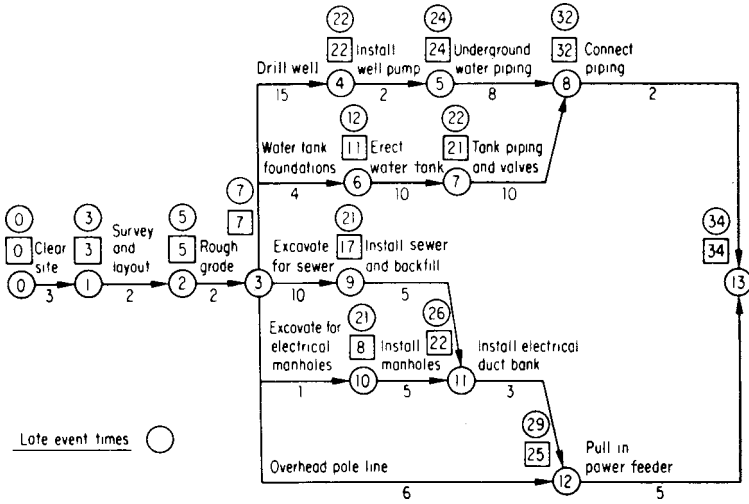 22
24
32
22
Install
24
Underground
32
Connect
Drill well
well pump
water piping
piping
4
5
8
15
2
8
2
12
22
Water tank
11
Erect
21
Tank piping
foundations
water tank
and valves
6
7
4
10
10
7
7
0
3
5
21
34
0
Clear
3
Survey
5
Rough
Excavate
17
Install sewer
34
site
and
layout
grade
for sewer
and backfill
0
1
2
3
9
13
3
2
2
10
5
26
21
22
Excavate for
8
Install
Install electrical
electrical
manholes
duct bank
manholes
10
11
1
5
3
29
25
Pull in
Late event times
Overhead pole line
power feeder
12
6
5